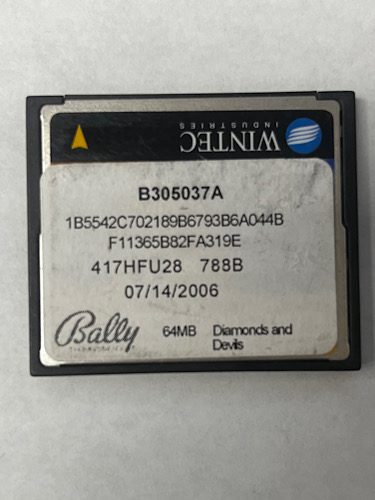 WINTEC
INDUSTRIES
B305037A
1B5542C702189B6793B6A044B
F11365B82FA319E
417HFU28 788B
07/14/2006
Bally
64MB Diamonds and
Devils